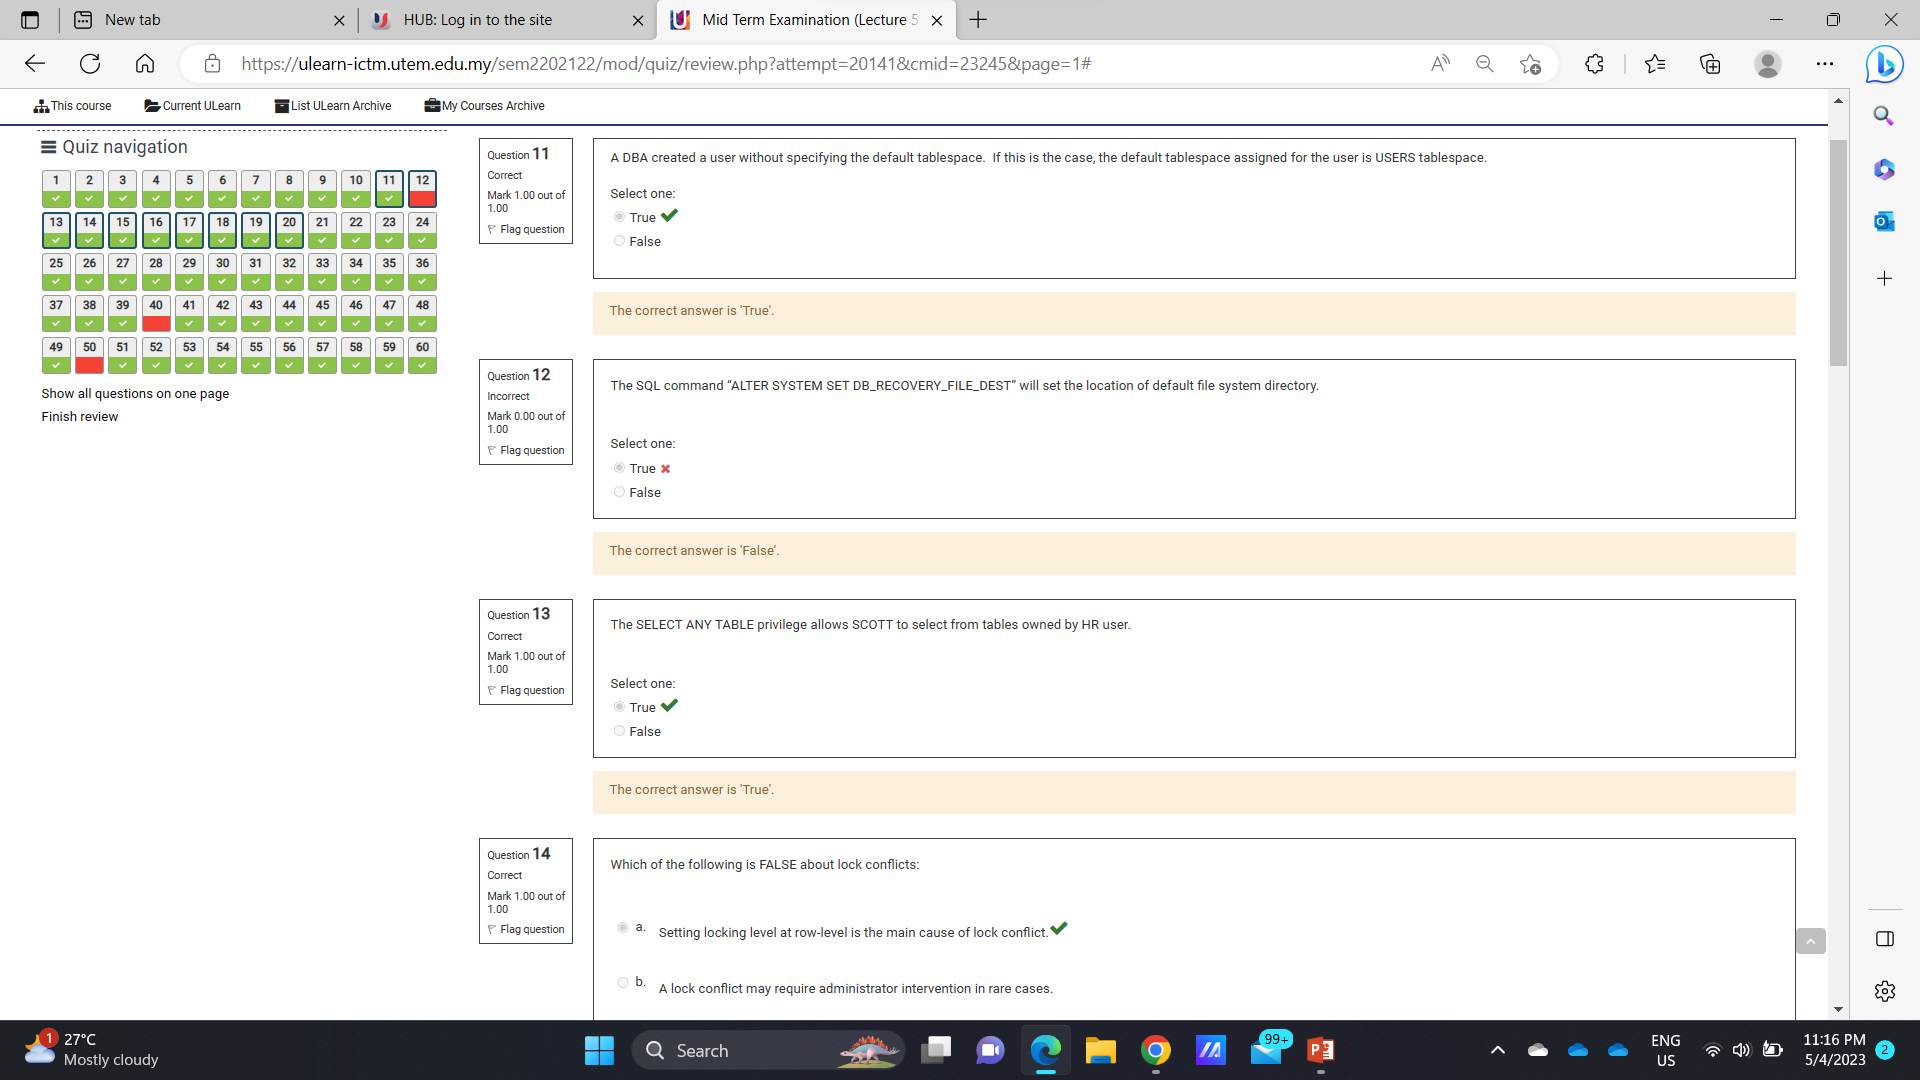 New tab
HUB: Log in to the site
Mid Term Examination (Lecture 5
https://ulearn-ictm.utem.edu.my/sem2202122/mod/quiz/review.php?attempt=20141&cmid=23245&page=1#
This course
Current ULearn
List ULearn Archive
My Courses Archive
Quiz navigation
1 2 3 4 5 6 7 8 9 10 11 12
13 14 15 16 17 18 19 20 21 22 23 24
25 26 27 28 29 30 31 32 33 34 35 36
37 38 39 40 41 42 43 44 45 46 47 48
49 50 51 52 53 54 55 56 57 58 59 60
Show all questions on one page
Finish review
Question 11
Correct
Mark 1.00 out of
1.00
Flag question
A DBA created a user without specifying the default tablespace. If this is the case, the default tablespace assigned for the user is USERS tablespace.
Select one:
True
False
The correct answer is 'True'.
Question 12
Incorrect
Mark 0.00 out of
1.00
Flag question
The SQL command “ALTER SYSTEM SET DB_RECOVERY_FILE_DEST” will set the location of default file system directory.
Select one:
True
False
The correct answer is 'False'.
Question 13
Correct
Mark 1.00 out of
1.00
Flag question
The SELECT ANY TABLE privilege allows SCOTT to select from tables owned by HR user.
Select one:
True
False
The correct answer is 'True'.
Question 14
Correct
Mark 1.00 out of
1.00
Flag question
Which of the following is FALSE about lock conflicts:
a. Setting locking level at row-level is the main cause of lock conflict.
b. A lock conflict may require administrator intervention in rare cases.
1
27°C
Mostly cloudy
Search
99+
ENG
US
11:16 PM
5/4/2023
2